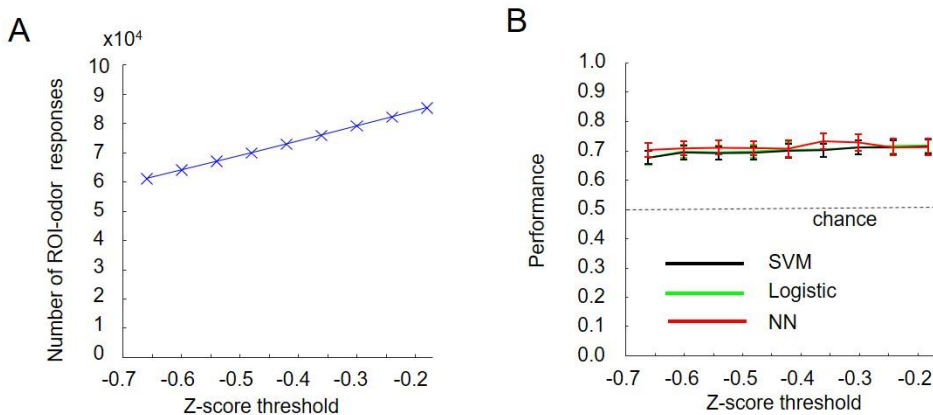 A
x10⁴
Number of ROI-odor responses
10
9
8
7
6
5
4
3
2
1
0
-0.7 -0.6 -0.5 -0.4 -0.3 -0.2
Z-score threshold
B
Performance
1.0
0.9
0.8
0.7
0.6
0.5
0.4
0.3
0.2
0.1
0.0
chance
SVM
Logistic
NN
-0.7 -0.6 -0.5 -0.4 -0.3 -0.2
Z-score threshold